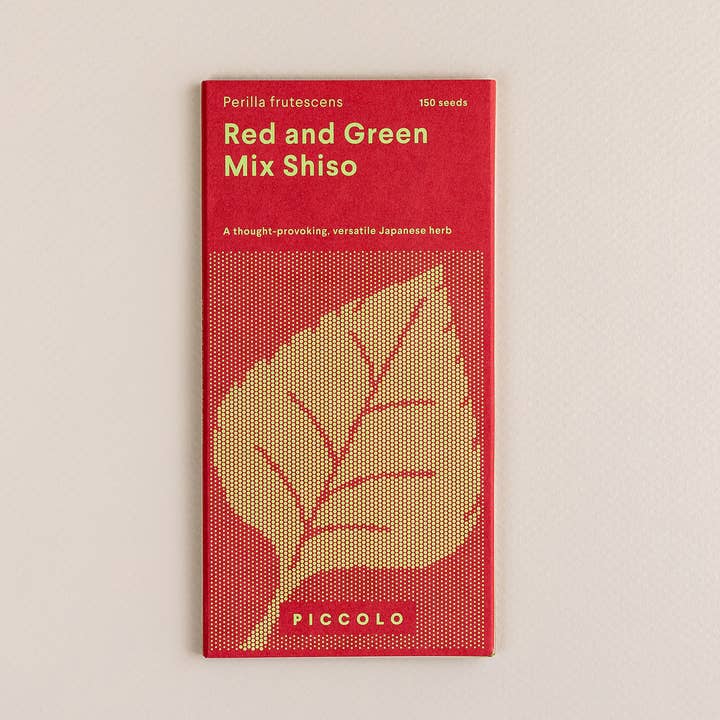 Perilla frutescens
150 seeds
Red and Green
Mix Shiso
A thought-provoking, versatile Japanese herb
PICCOLO